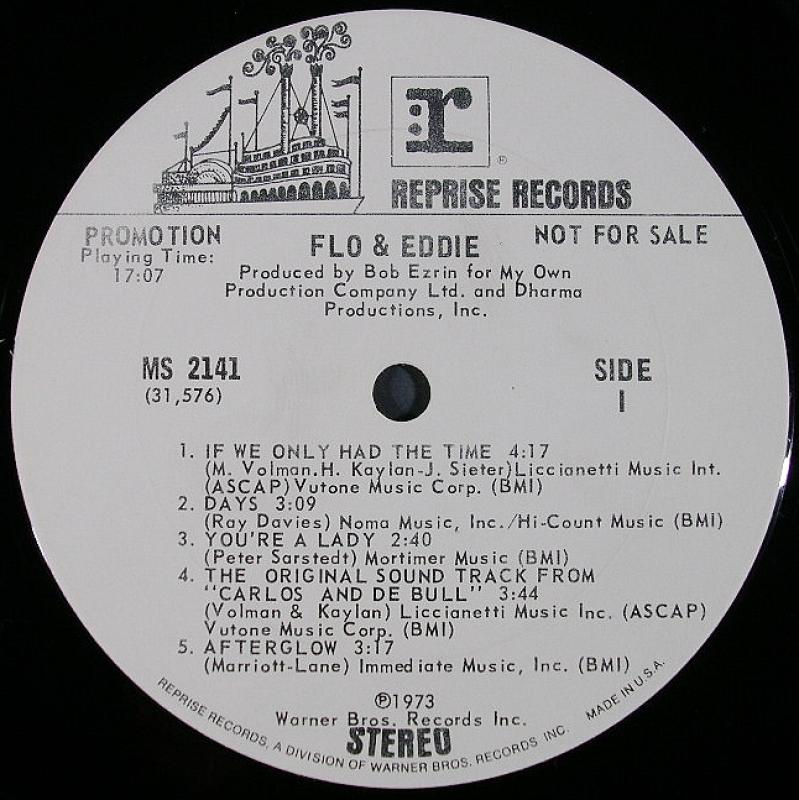 r
®
REPRISE RECORDS
PROMOTION
Playing Time:
17:07
FLO & EDDIE
NOT FOR SALE
Produced by Bob Ezrin for My Own
Production Company Ltd. and Dharma
Productions, Inc.
MS 2141
(31,576)
SIDE
I
1. IF WE ONLY HAD THE TIME 4:17
(M. Volman.H. Kaylan-J. Sieter)Liccianetti Music Int.
(ASCAP)Vutone Music Corp. (BMI)
2. DAYS 3:09
(Ray Davies) Noma Music, Inc./Hi-Count Music (BMI)
3. YOU'RE A LADY 2:40
(Peter Sarstedt) Mortimer Music (BMI)
4. THE ORIGINAL SOUND TRACK FROM
"CARLOS AND DE BULL" 3:44
(Volman & Kaylan) Liccianetti Music Inc. (ASCAP)
Vutone Music Corp. (BMI)
5. AFTERGLOW 3:17
(Marriott-Lane) Immediate Music, Inc. (BMI)
℗1973
Warner Bros. Records Inc.
STEREO
REPRISE RECORDS, A DIVISION OF WARNER BROS. RECORDS INC. MADE IN U.S.A.